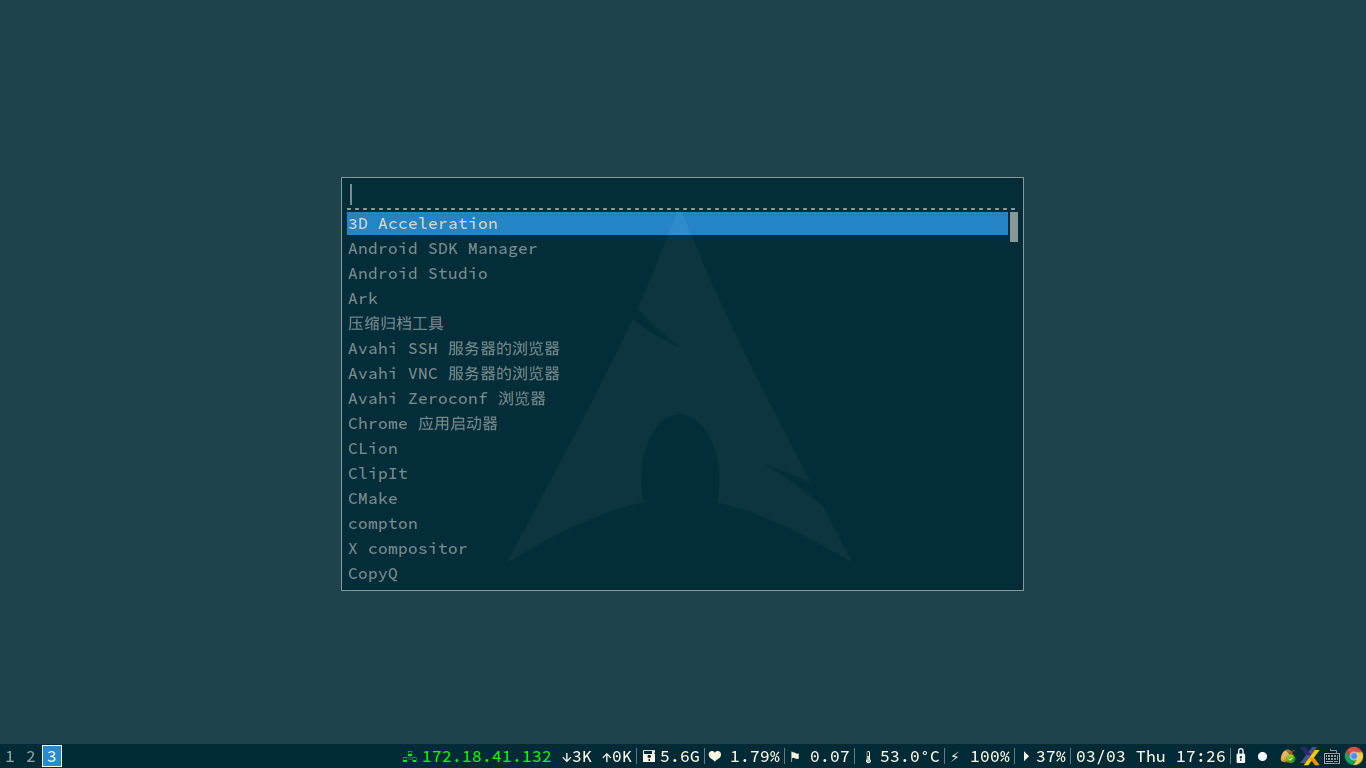 3D Acceleration
Android SDK Manager
Android Studio
Ark
压缩归档工具
Avahi SSH 服务器的浏览器
Avahi VNC 服务器的浏览器
Avahi Zeroconf 浏览器
Chrome 应用启动器
CLion
ClipIt
CMake
compton
X compositor
CopyQ
1 2 3 172.18.41.132 ↓3K ↑0K 5.6G 1.79% 0.07 53.0°C ⚡ 100% 37% 03/03 Thu 17:26